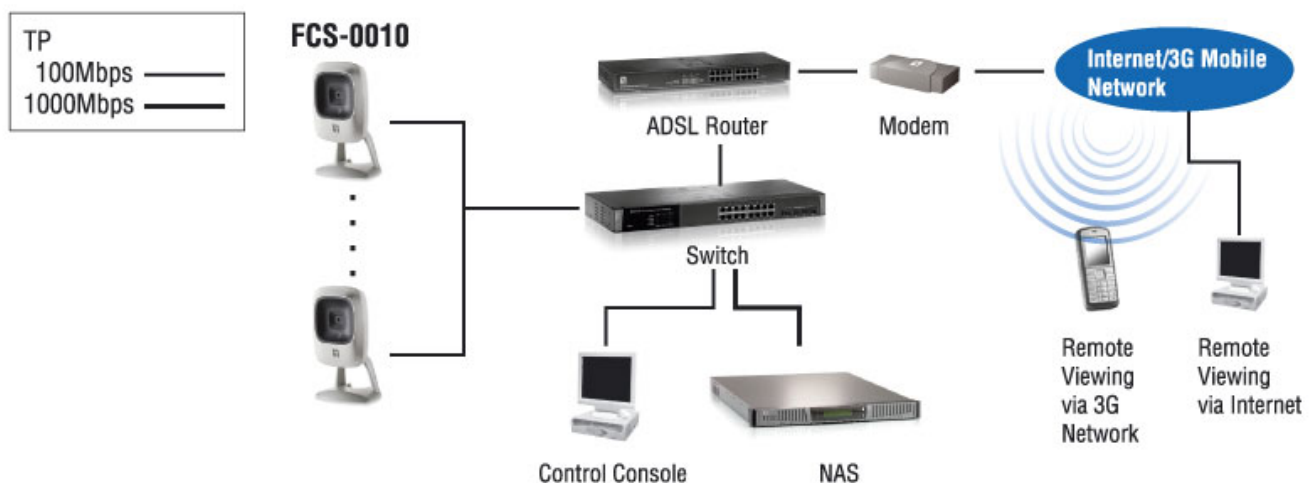 TP
100Mbps
1000Mbps
FCS-0010
ADSL Router
Modem
Internet/3G Mobile
Network
Switch
Control Console
NAS
Remote
Viewing
via 3G
Network
Remote
Viewing
via Internet